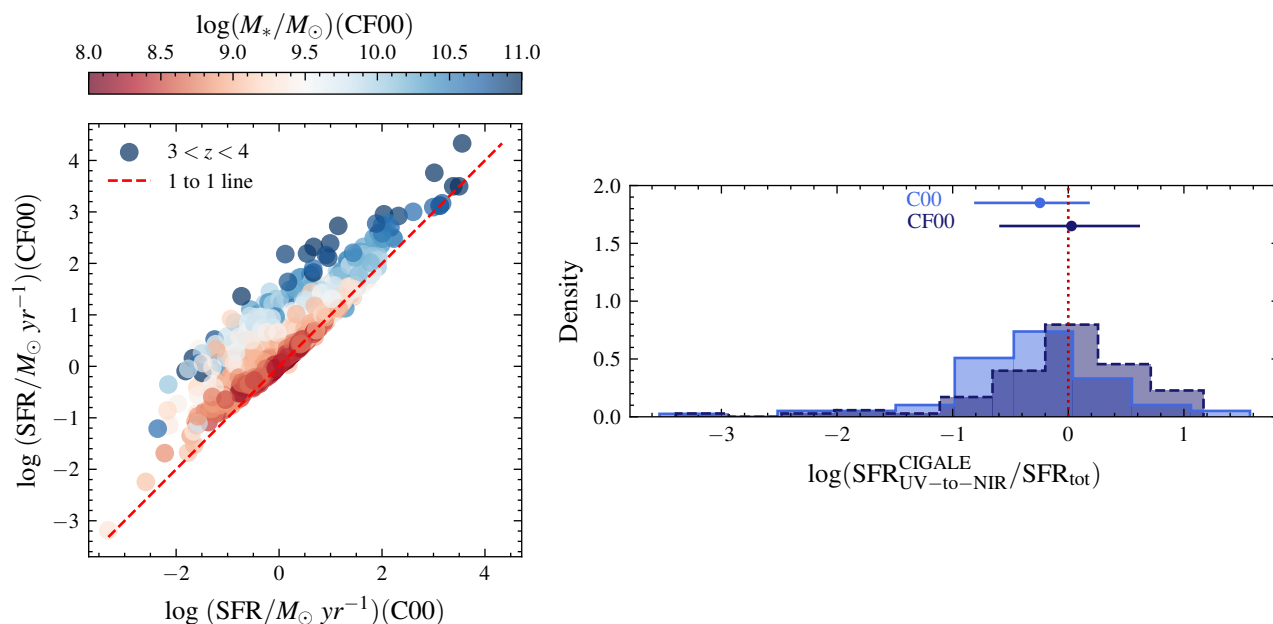 log(M*/M⊙)(CF00)
8.0 8.5 9.0 9.5 10.0 10.5 11.0
3 < z < 4
1 to 1 line
log (SFR/M⊙ yr−1)(CF00)
4
3
2
1
0
−1
−2
−3
−2 0 2 4
log (SFR/M⊙ yr−1)(C00)
C00
CF00
Density
2.0
1.5
1.0
0.5
0.0
−3 −2 −1 0 1
log(SFR^CIGALE_UV−to−NIR/SFR_tot)